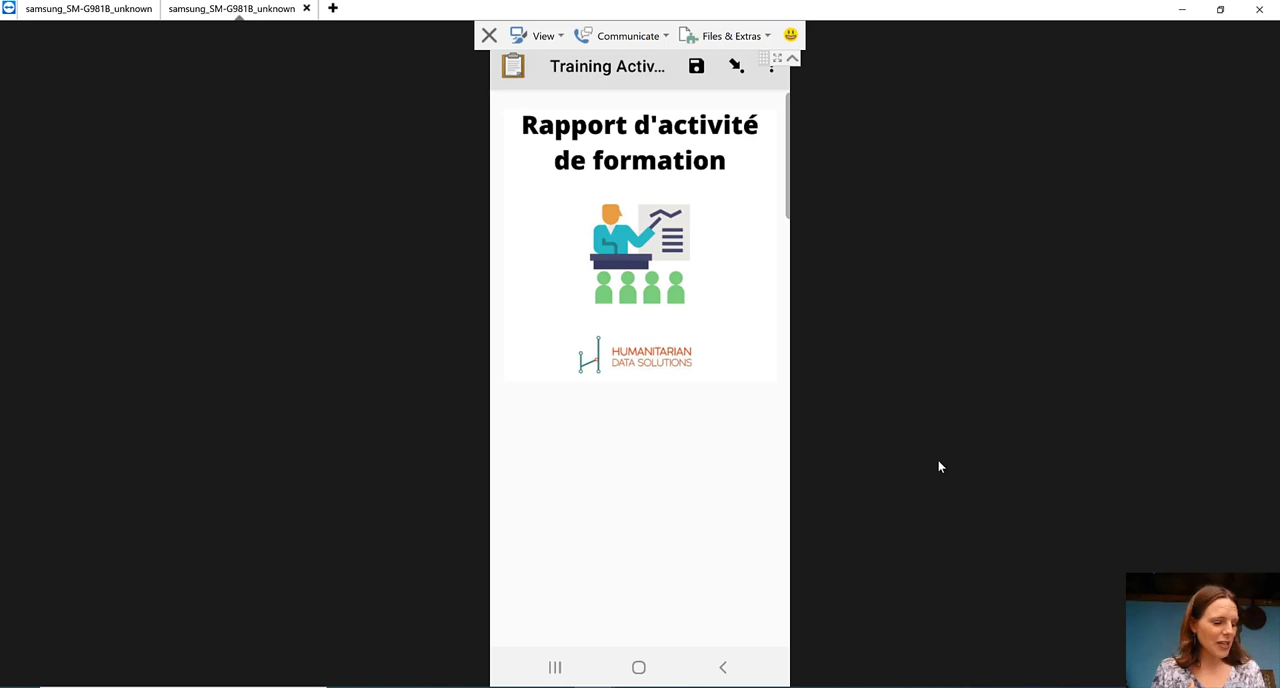 samsung_SM-G981B_unknown
samsung_SM-G981B_unknown
View
Communicate
Files & Extras
Training Activ...
Rapport d'activité
de formation
HUMANITARIAN
DATA SOLUTIONS